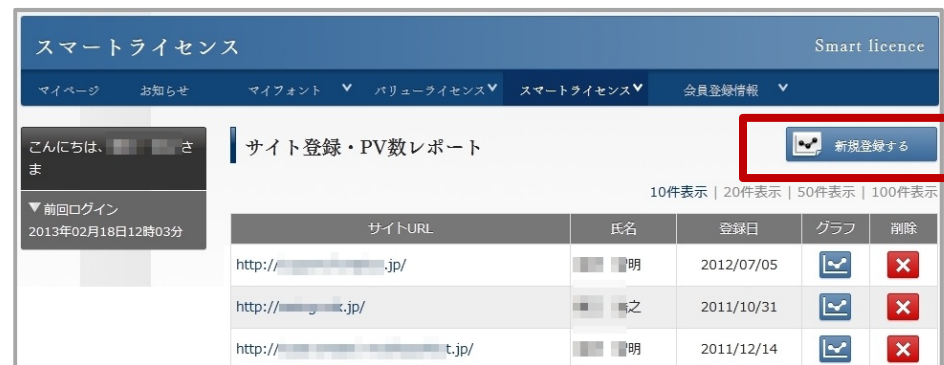 スマートライセンス
Smart licence
マイページ お知らせ マイフォント バリューライセンス スマートライセンス 会員登録情報
こんにちは、 さ
ま
▼前回ログイン
2013年02月18日12時03分
サイト登録・PV数レポート
新規登録する
10件表示 | 20件表示 | 50件表示 | 100件表示
サイトURL 氏名 登録日 グラフ 削除
http:// .jp/ 明 2012/07/05
http:// .jp/ 之 2011/10/31
http:// t.jp/ 明 2011/12/14